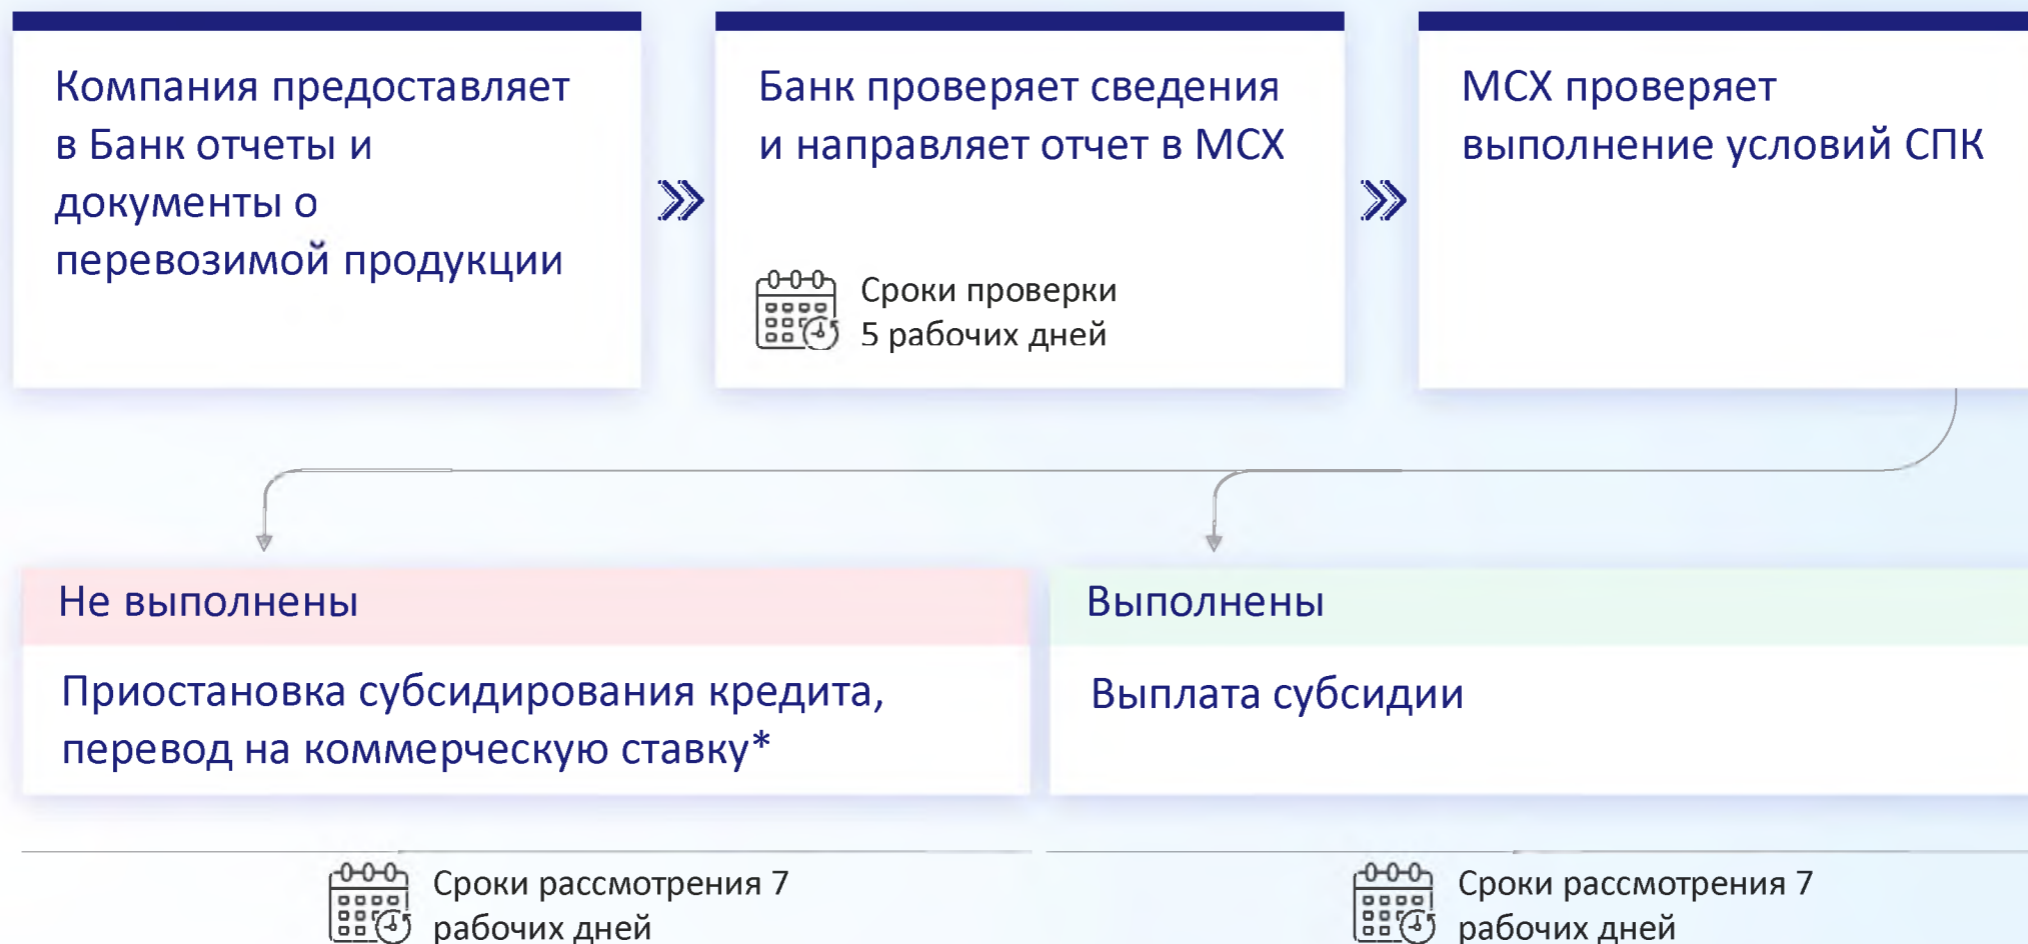 Компания предоставляет
в Банк отчеты и
документы о
перевозимой продукции
Банк проверяет сведения
и направляет отчет в МСХ
Сроки проверки
5 рабочих дней
МСХ проверяет
выполнение условий СПК
Не выполнены
Приостановка субсидирования кредита,
перевод на коммерческую ставку*
Сроки рассмотрения 7
рабочих дней
Выполнены
Выплата субсидии
Сроки рассмотрения 7
рабочих дней